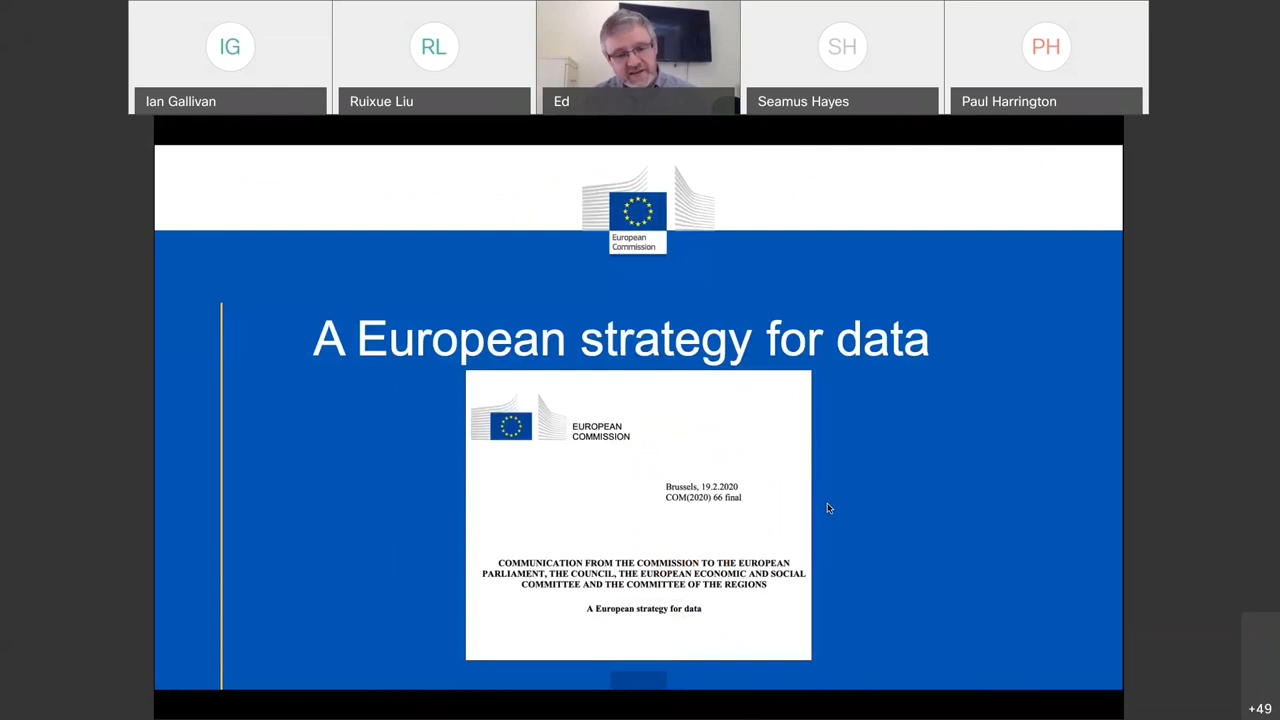 IG
RL
SH
PH
Ian Gallivan
Ruixue Liu
Ed
Seamus Hayes
Paul Harrington
European
Commission
A European strategy for data
EUROPEAN
COMMISSION
Brussels, 19.2.2020
COM(2020) 66 final
COMMUNICATION FROM THE COMMISSION TO THE EUROPEAN
PARLIAMENT, THE COUNCIL, THE EUROPEAN ECONOMIC AND SOCIAL
COMMITTEE AND THE COMMITTEE OF THE REGIONS
A European strategy for data
+49